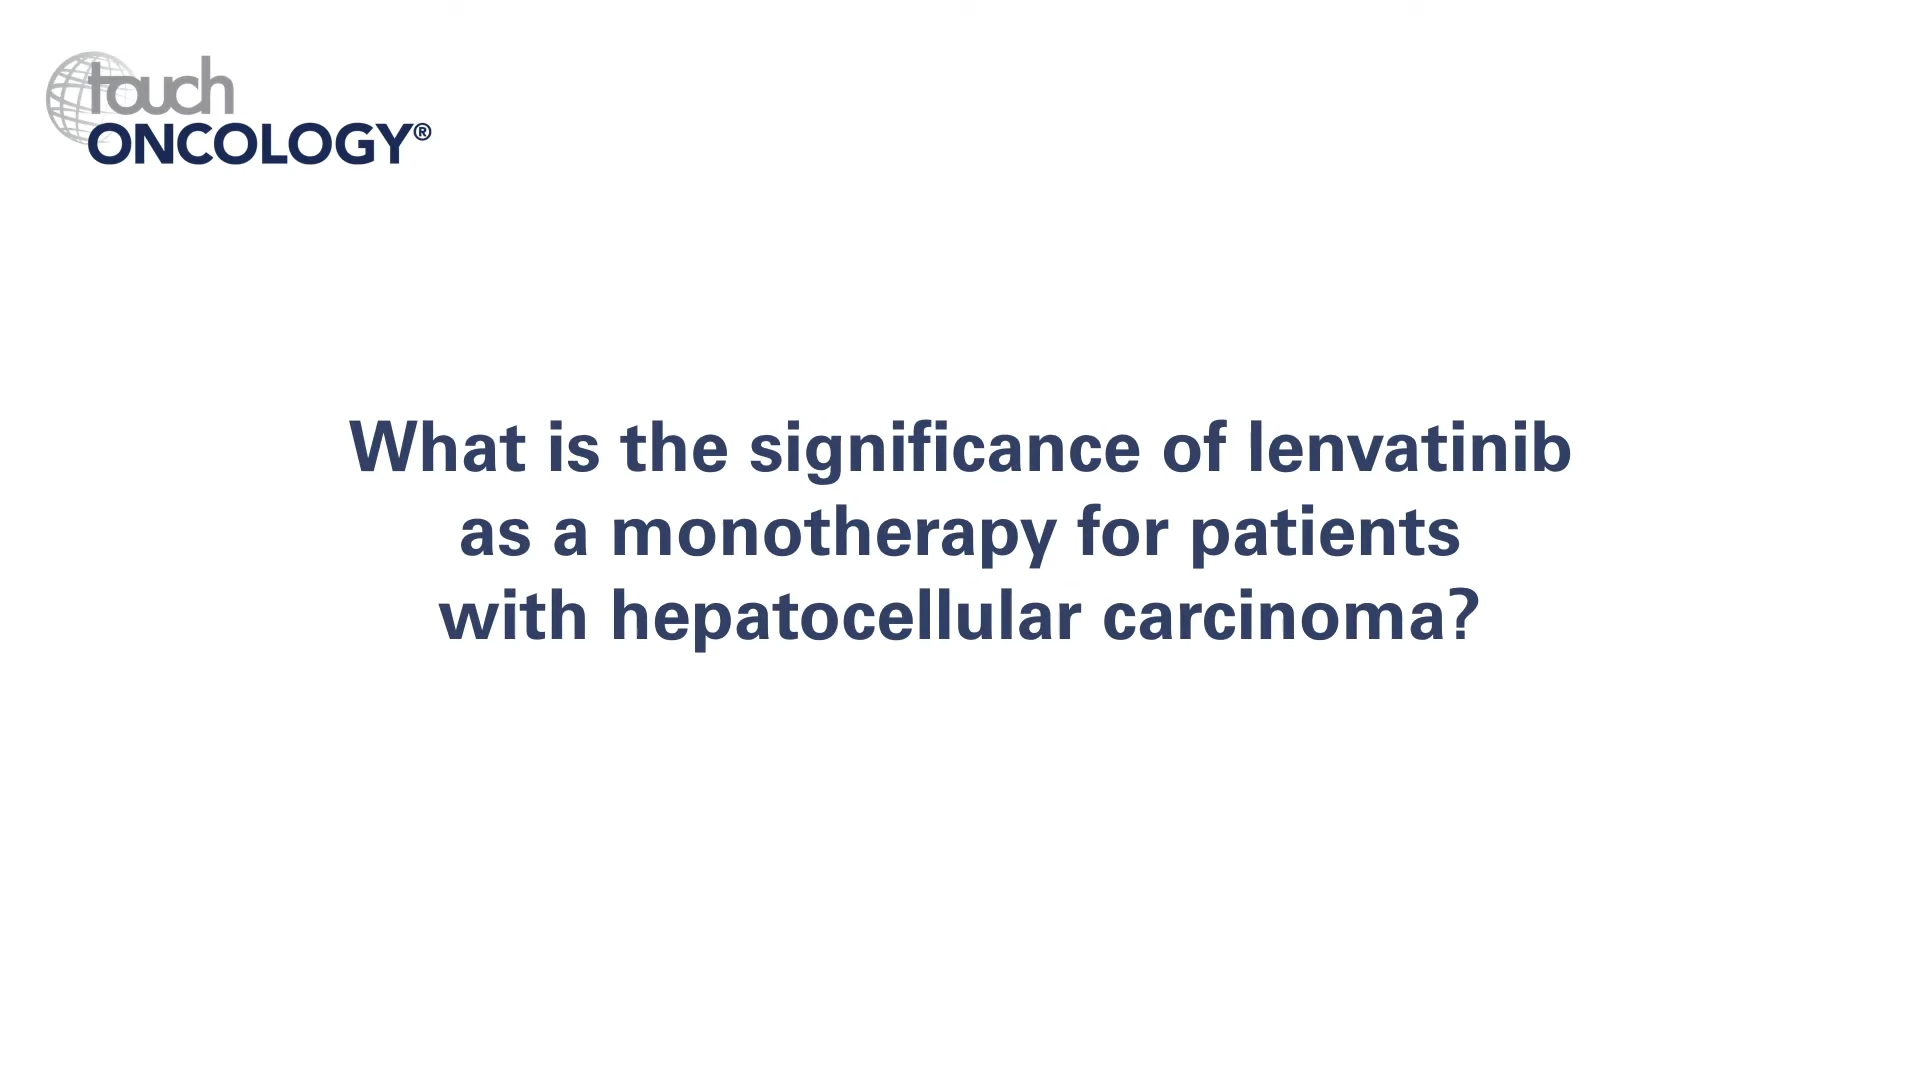 touch
ONCOLOGY®
What is the significance of lenvatinib
as a monotherapy for patients
with hepatocellular carcinoma?